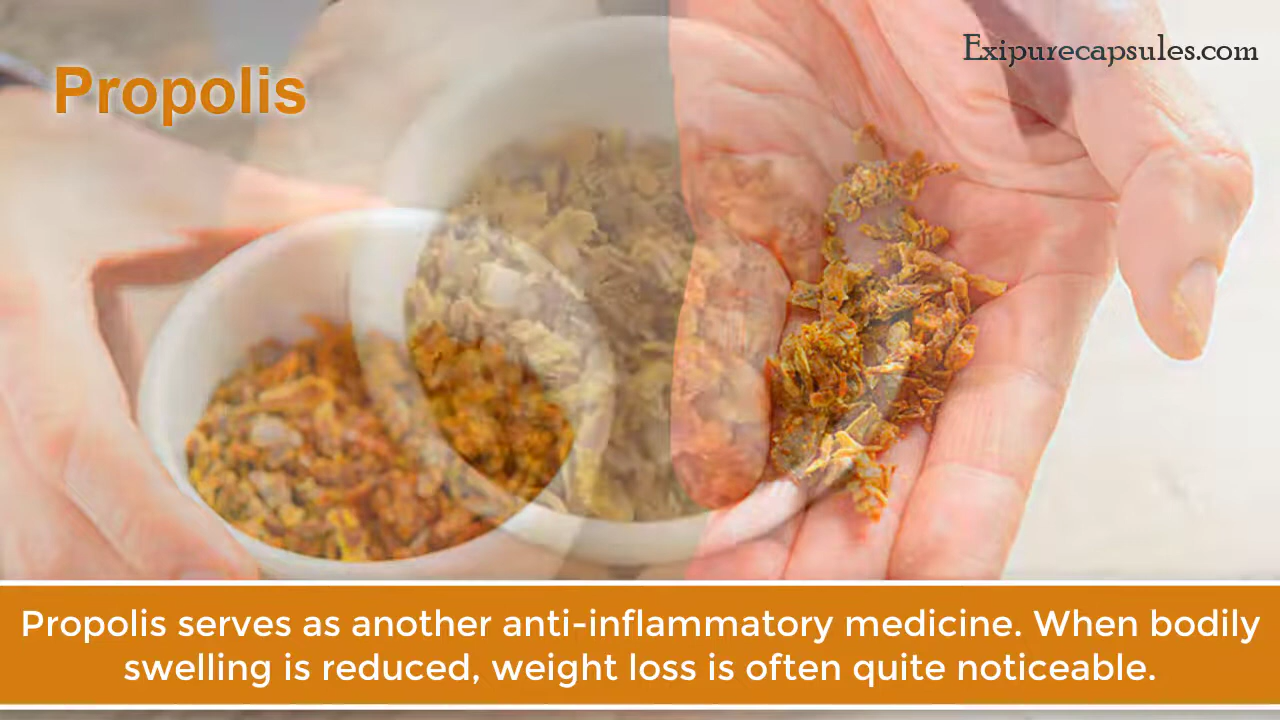 Propolis
Exipurecapsules.com
Propolis serves as another anti-inflammatory medicine. When bodily
swelling is reduced, weight loss is often quite noticeable.